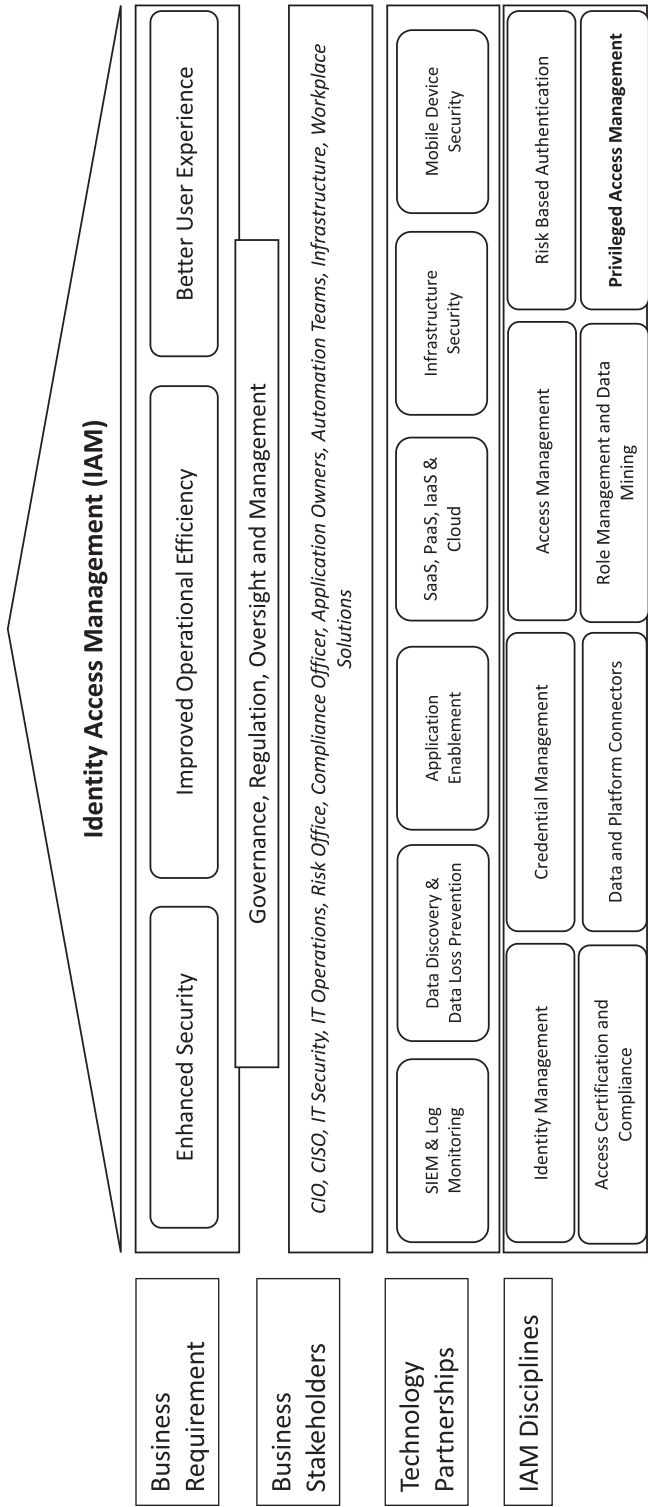 Identity Access Management (IAM)
Business
Requirement
Enhanced Security
Improved Operational Efficiency
Better User Experience
Governance, Regulation, Oversight and Management
Business
Stakeholders
CIO, CISO, IT Security, IT Operations, Risk Office, Compliance Officer, Application Owners, Automation Teams, Infrastructure, Workplace
Solutions
Technology
Partnerships
SIEM & Log
Monitoring
Data Discovery &
Data Loss Prevention
Application
Enablement
SaaS, PaaS, IaaS &
Cloud
Infrastructure
Security
Mobile Device
Security
IAM Disciplines
Identity Management
Credential Management
Access Management
Risk Based Authentication
Access Certification and
Compliance
Data and Platform Connectors
Role Management and Data
Mining
Privileged Access Management